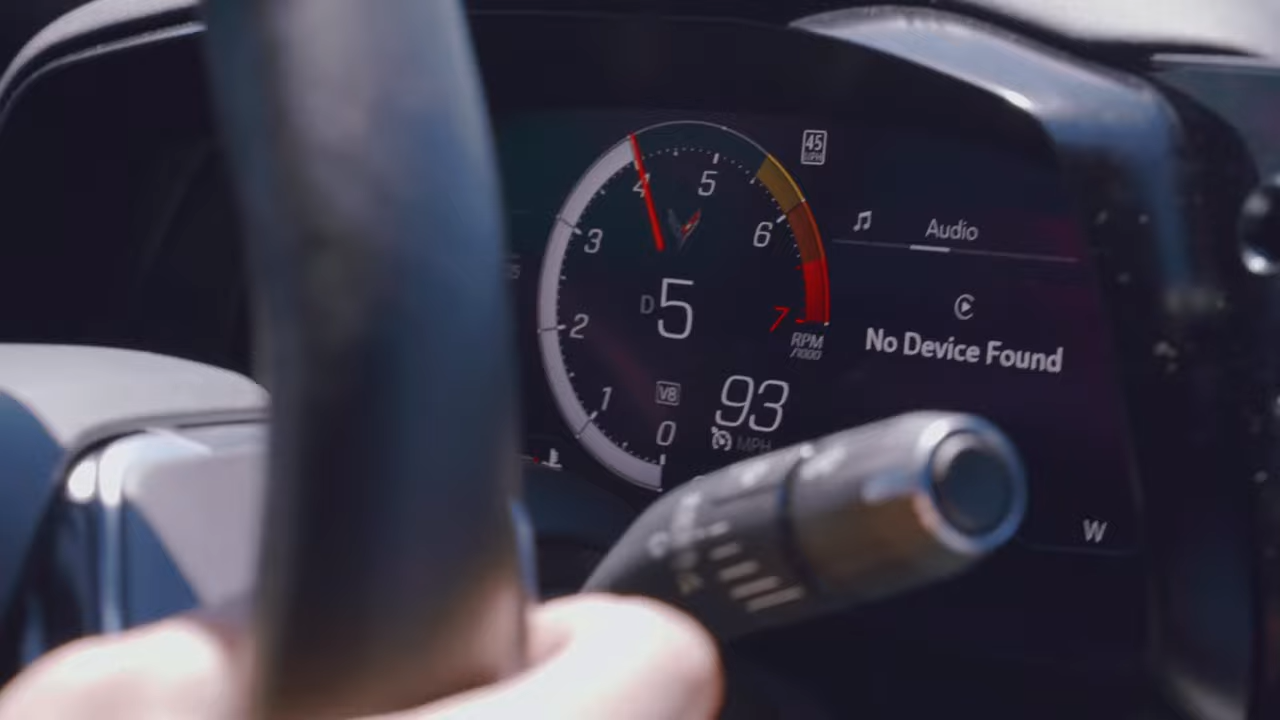 45
MPH
Audio
4
5
3
6
D 5
2
7
RPM
/1000
No Device Found
V8
93
1
0
MPH
W